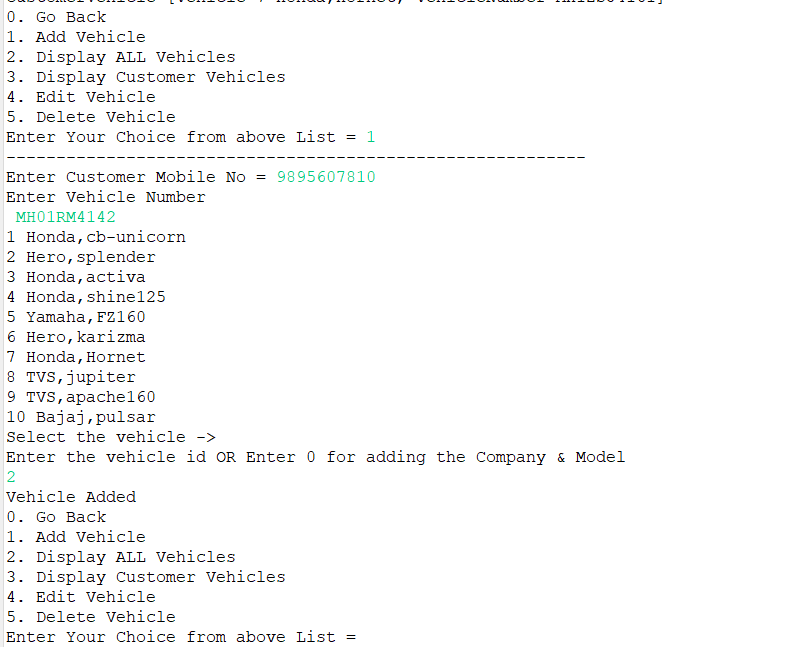 0. Go Back
1. Add Vehicle
2. Display ALL Vehicles
3. Display Customer Vehicles
4. Edit Vehicle
5. Delete Vehicle
Enter Your Choice from above List = 1
----------------------------------------------------------
Enter Customer Mobile No = 9895607810
Enter Vehicle Number
MH01RM4142
1 Honda,cb-unicorn
2 Hero,splender
3 Honda,activa
4 Honda,shine125
5 Yamaha,FZ160
6 Hero,karizma
7 Honda,Hornet
8 TVS,jupiter
9 TVS,apache160
10 Bajaj,pulsar
Select the vehicle ->
Enter the vehicle id OR Enter 0 for adding the Company & Model
2
Vehicle Added
0. Go Back
1. Add Vehicle
2. Display ALL Vehicles
3. Display Customer Vehicles
4. Edit Vehicle
5. Delete Vehicle
Enter Your Choice from above List =